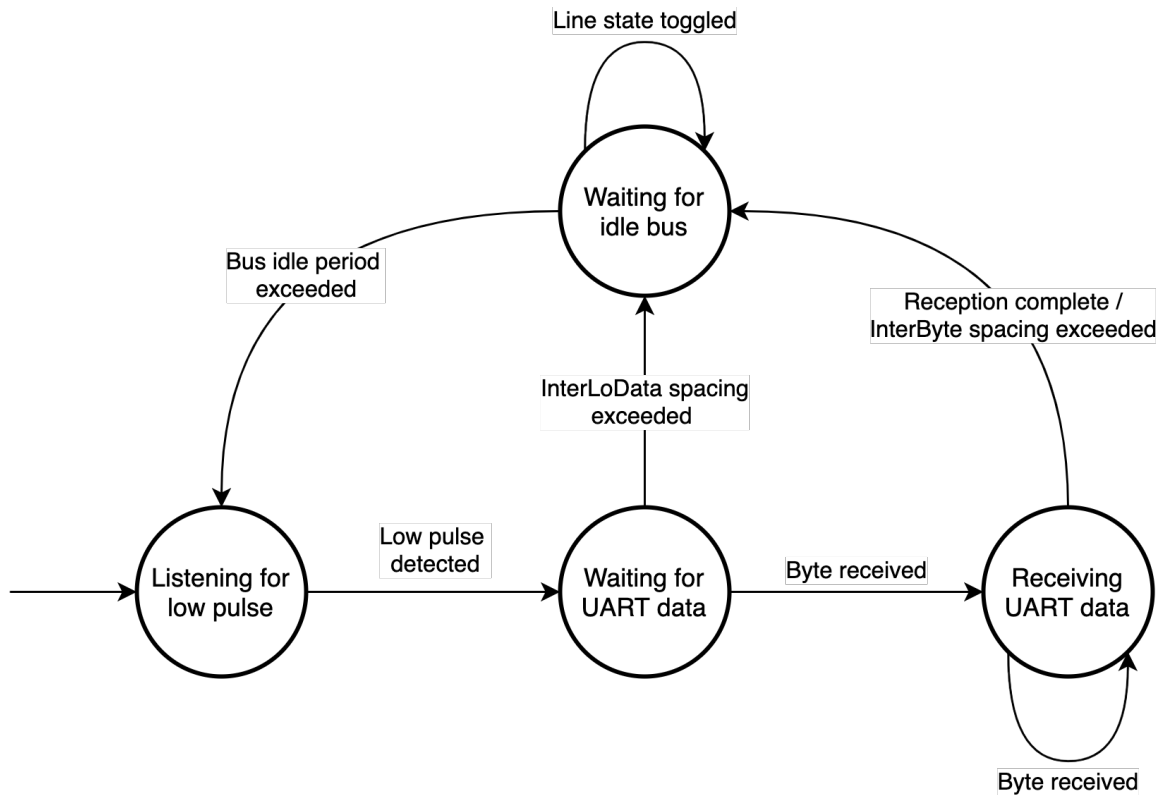 Line state toggled
Waiting for
idle bus
Bus idle period
exceeded
Reception complete /
InterByte spacing exceeded
InterLoData spacing
exceeded
Listening for
low pulse
Low pulse
detected
Waiting for
UART data
Byte received
Receiving
UART data
Byte received